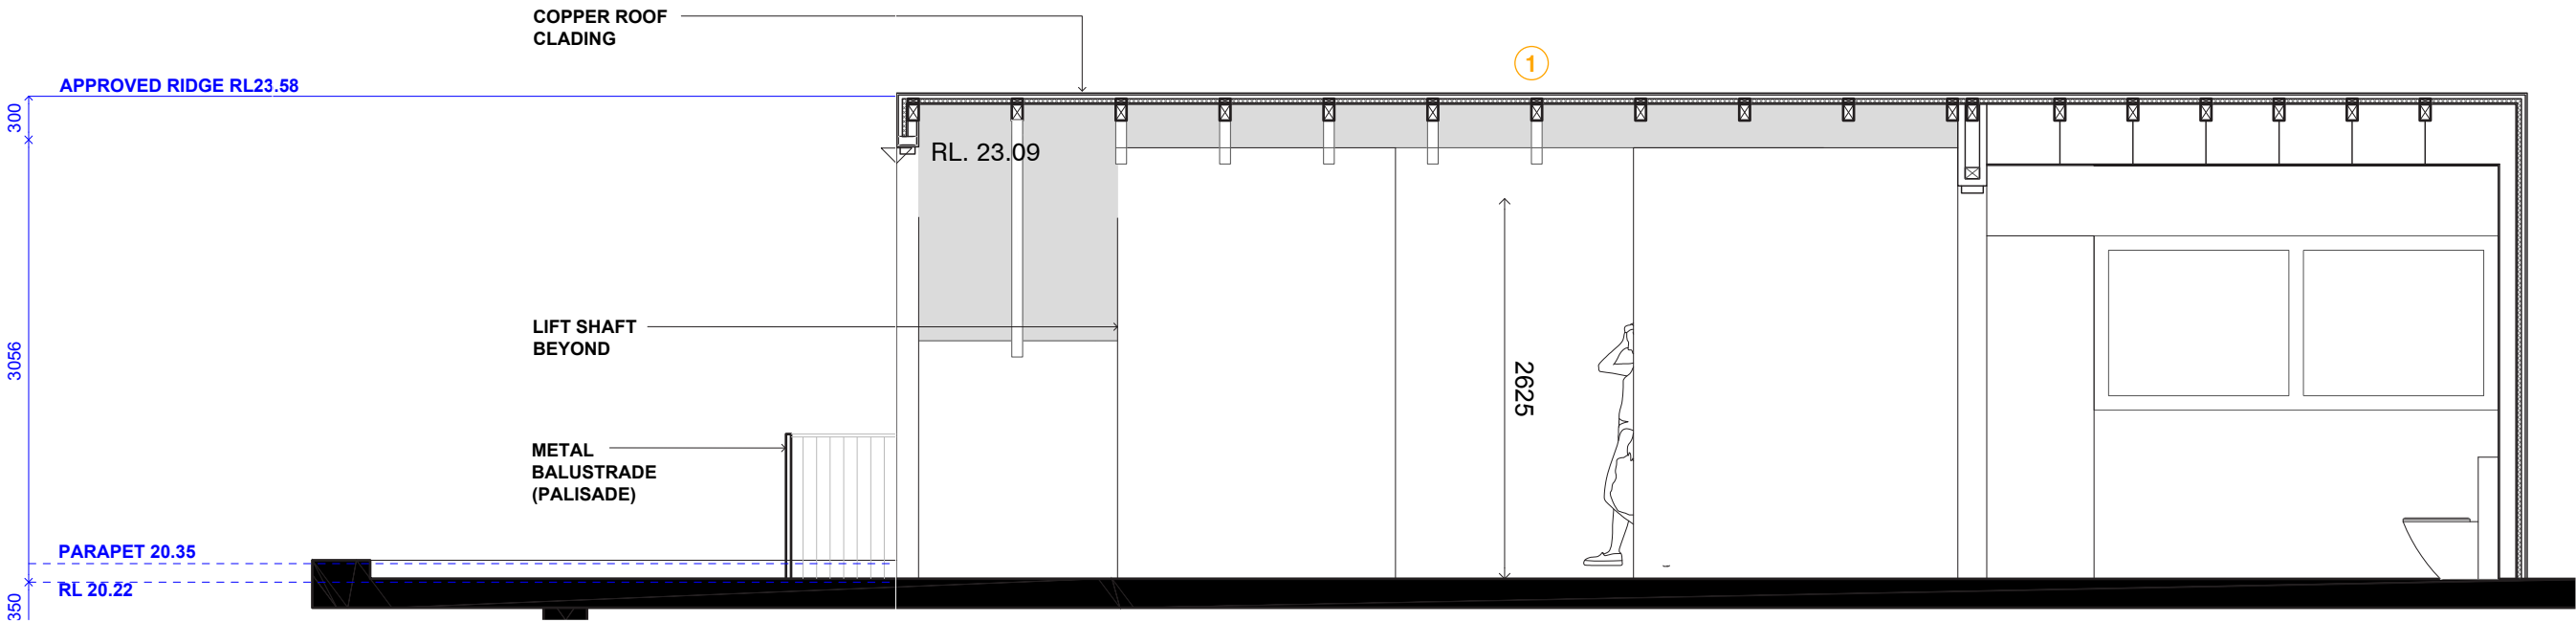 COPPER ROOF
CLADING
1
APPROVED RIDGE RL23.58
300
RL. 23.09
LIFT SHAFT
BEYOND
3056
2625
METAL
BALUSTRADE
(PALISADE)
PARAPET 20.35
RL 20.22
350